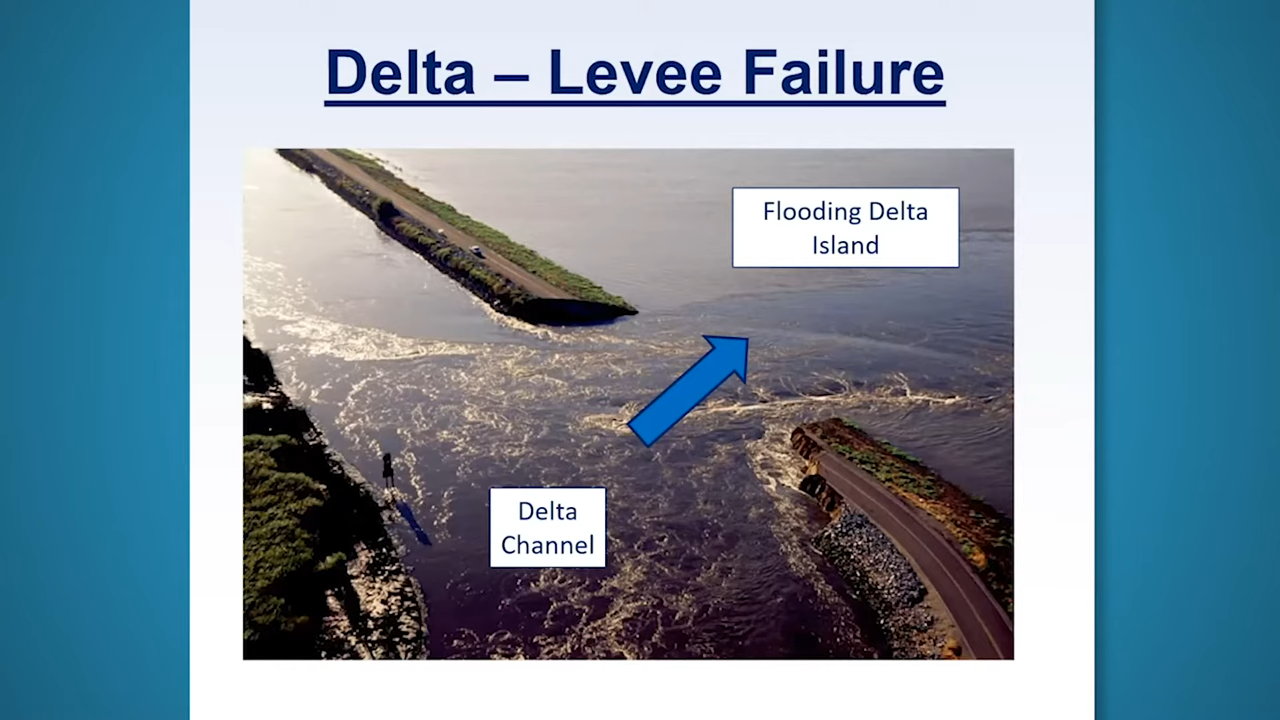 Delta – Levee Failure
Flooding Delta
Island
Delta
Channel